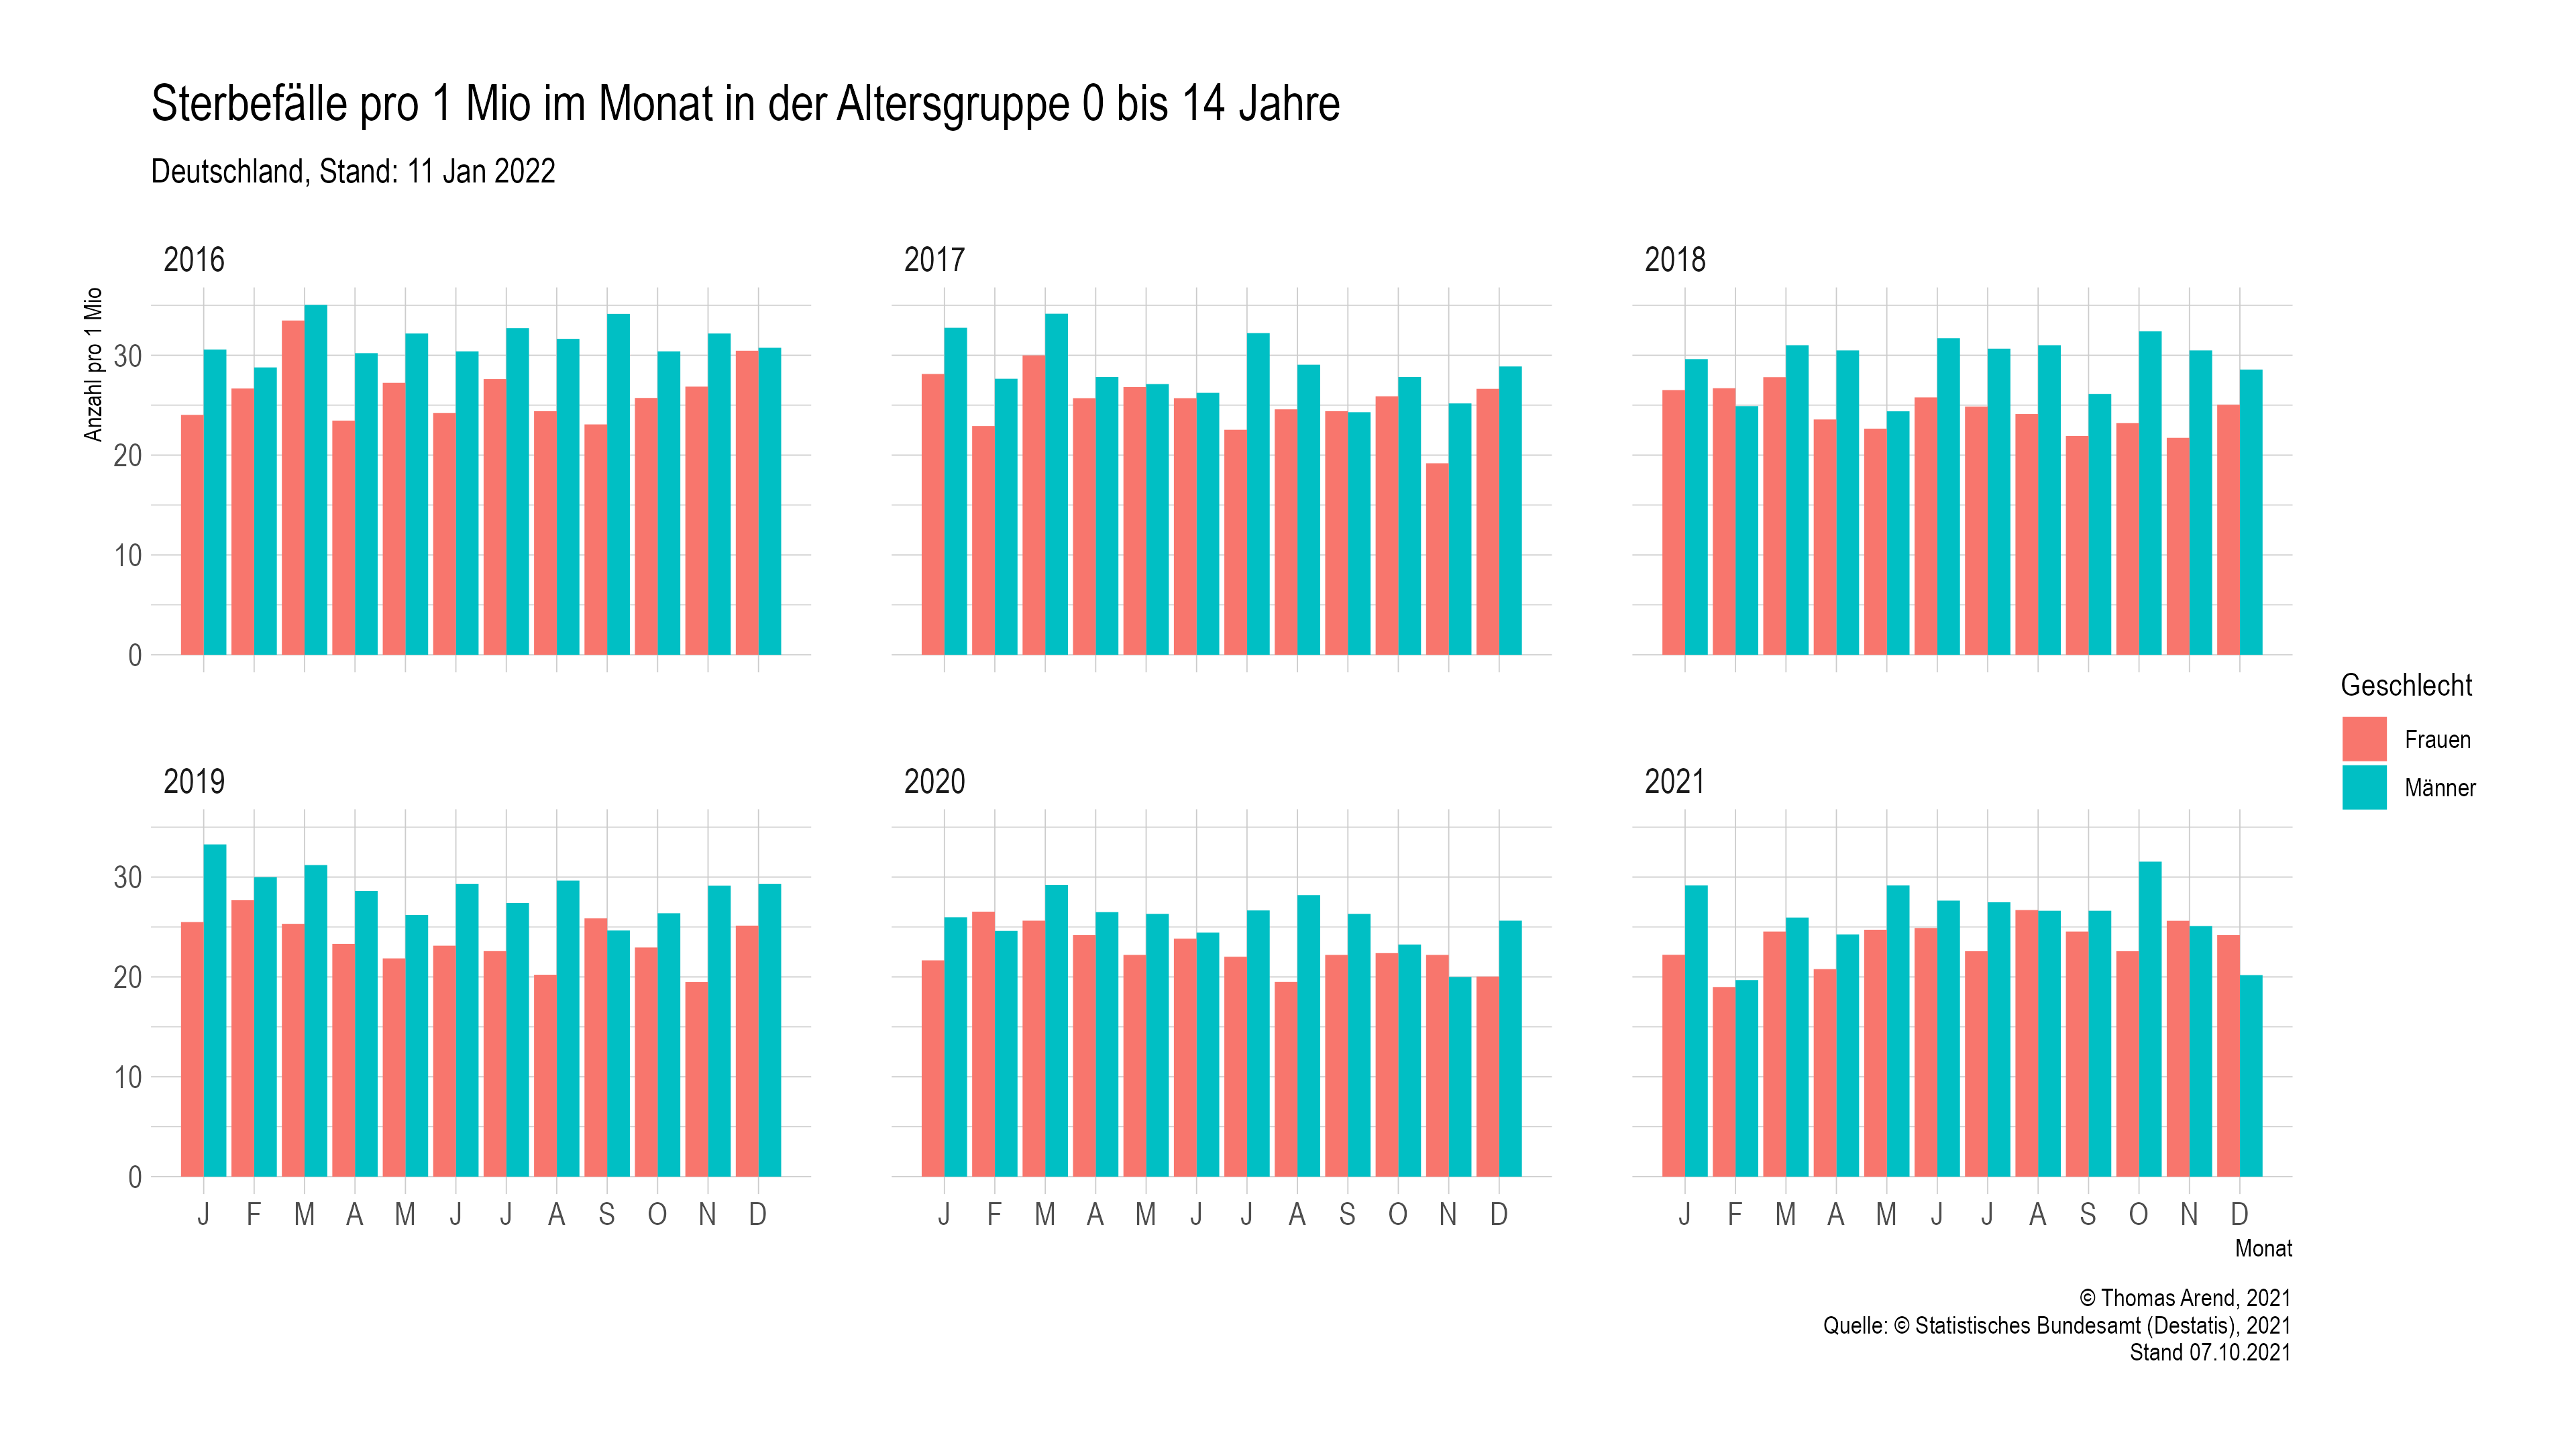 Sterbefälle pro 1 Mio im Monat in der Altersgruppe 0 bis 14 Jahre
Deutschland, Stand: 11 Jan 2022
2016
2017
2018
Anzahl pro 1 Mio
30
20
10
0
Geschlecht
Frauen
Männer
2019
2020
2021
30
20
10
0
J F M A M J J A S O N D
J F M A M J J A S O N D
J F M A M J J A S O N D
Monat
© Thomas Arend, 2021
Quelle: © Statistisches Bundesamt (Destatis), 2021
Stand 07.10.2021